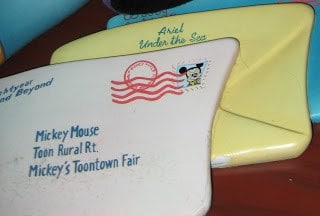 Ariel
Under the Sea
htyear
nd Beyond
Mickey Mouse
Toon Rural Rt.
Mickey's Toontown Fair